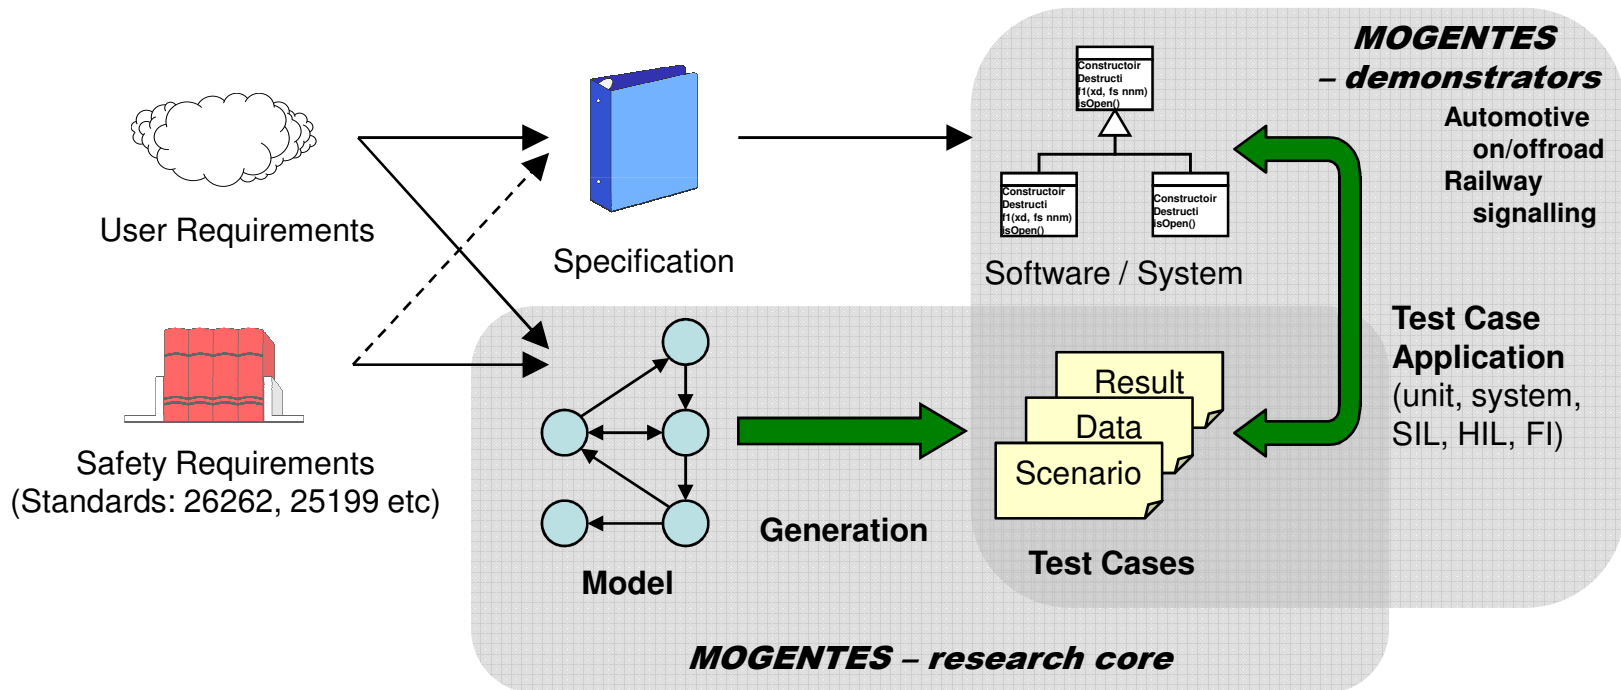 MOGENTES
– demonstrators
Automotive
on/offroad
Railway
signalling
Constructoir
Destructi
f1(xd, fs nnm)
isOpen()
Constructoir
Destructi
f1(xd, fs nnm)
isOpen()
Constructoir
Destructi
isOpen()
User Requirements
Specification
Software / System
Safety Requirements
(Standards: 26262, 25199 etc)
Model
Generation
Result
Data
Scenario
Test Cases
Test Case
Application
(unit, system,
SIL, HIL, FI)
MOGENTES – research core